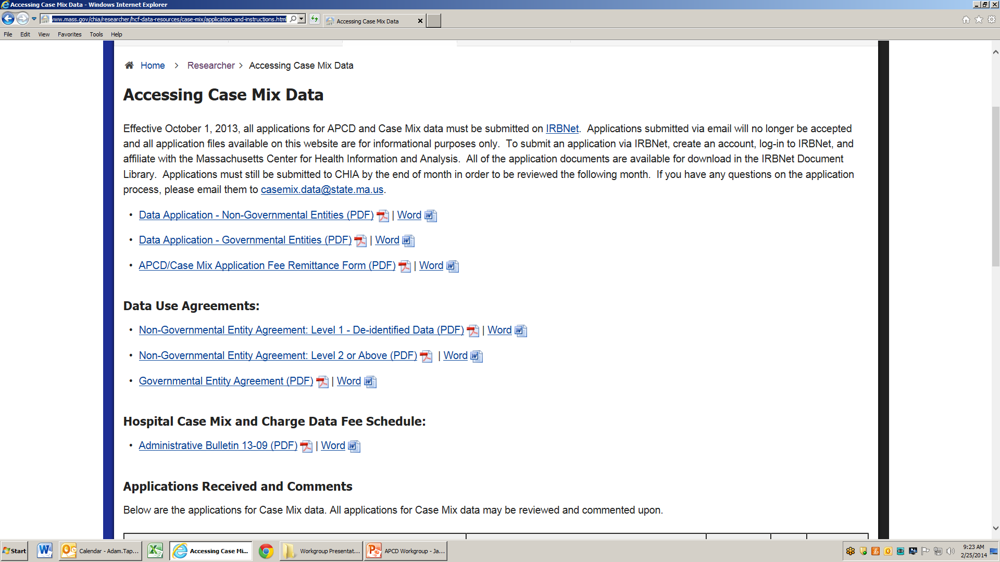 Accessing Case Mix Data - Windows Internet Explorer
www.mass.gov/chia/researcher/hcf-data-resources/case-mix/application-and-instructions.html
Accessing Case Mix Data
File Edit View Favorites Tools Help
Home > Researcher > Accessing Case Mix Data
Accessing Case Mix Data
Effective October 1, 2013, all applications for APCD and Case Mix data must be submitted on IRBNet. Applications submitted via email will no longer be accepted
and all application files available on this website are for informational purposes only. To submit an application via IRBNet, create an account, log-in to IRBNet, and
affiliate with the Massachusetts Center for Health Information and Analysis. All of the application documents are available for download in the IRBNet Document
Library. Applications must still be submitted to CHIA by the end of month in order to be reviewed the following month. If you have any questions on the application
process, please email them to casemix.data@state.ma.us.
• Data Application - Non-Governmental Entities (PDF) | Word
• Data Application - Governmental Entities (PDF) | Word
• APCD/Case Mix Application Fee Remittance Form (PDF) | Word
Data Use Agreements:
• Non-Governmental Entity Agreement: Level 1 - De-identified Data (PDF) | Word
• Non-Governmental Entity Agreement: Level 2 or Above (PDF) | Word
• Governmental Entity Agreement (PDF) | Word
Hospital Case Mix and Charge Data Fee Schedule:
• Administrative Bulletin 13-09 (PDF) | Word
Applications Received and Comments
Below are the applications for Case Mix data. All applications for Case Mix data may be reviewed and commented upon.
Start
Calendar - Adam.Tap...
Accessing Case Mi...
Workgroup Presentat...
APCD Workgroup - Ja...
9:23 AM
2/25/2014